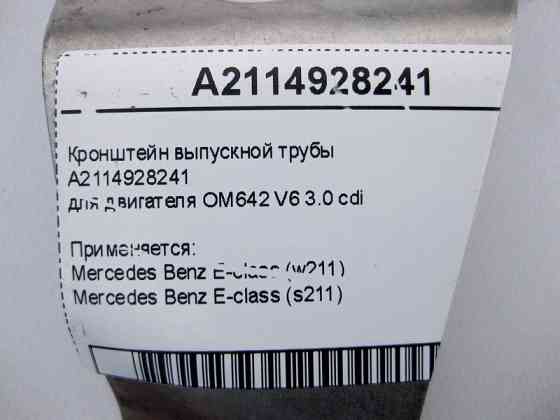 A2114928241
Кронштейн выпускной трубы
A2114928241
для двигателя OM642 V6 3.0 cdi
Применяется:
Mercedes Benz E-class (w211)
Mercedes Benz E-class (s211)